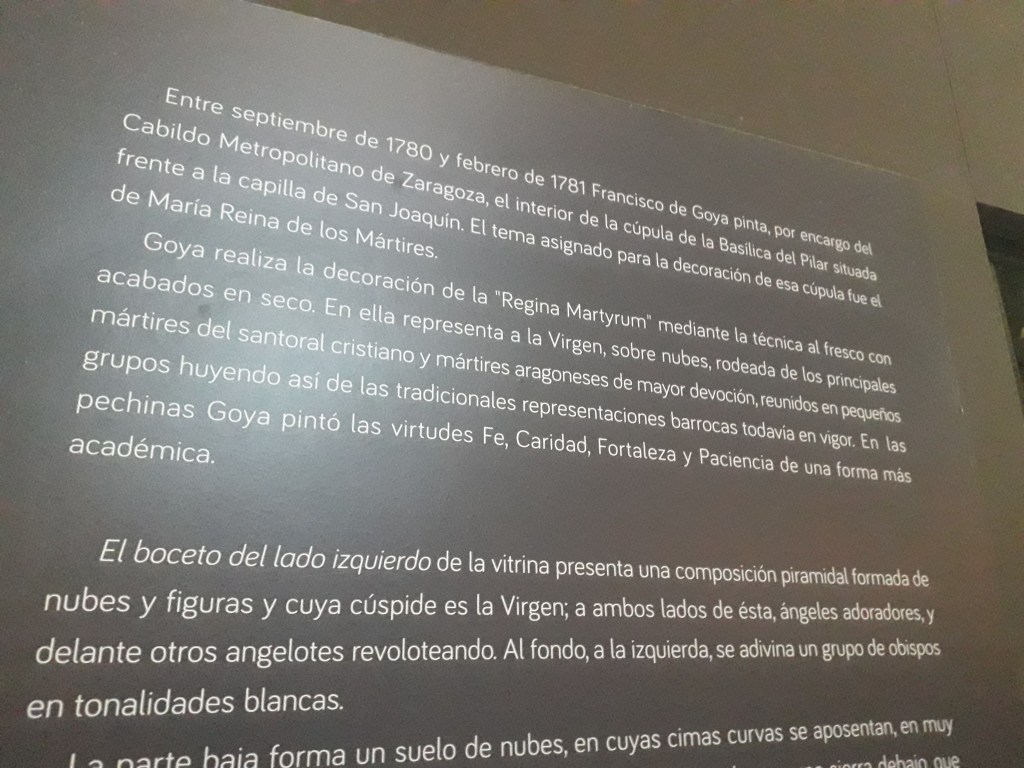 Entre septiembre de 1780 y febrero de 1781 Francisco de Goya pinta, por encargo del
Cabildo Metropolitano de Zaragoza, el interior de la cúpula de la Basílica del Pilar situada
frente a la capilla de San Joaquín. El tema asignado para la decoración de esa cúpula fue el
de María Reina de los Mártires.
Goya realiza la decoración de la "Regina Martyrum" mediante la técnica al fresco con
acabados en seco. En ella representa a la Virgen, sobre nubes, rodeada de los principales
mártires del santoral cristiano y mártires aragoneses de mayor devoción, reunidos en pequeños
grupos huyendo así de las tradicionales representaciones barrocas todavía en vigor. En las
pechinas Goya pintó las virtudes Fe, Caridad, Fortaleza y Paciencia de una forma más
académica.
El boceto del lado izquierdo de la vitrina presenta una composición piramidal formada de
nubes y figuras y cuya cúspide es la Virgen; a ambos lados de ésta, ángeles adoradores, y
delante otros angelotes revoloteando. Al fondo, a la izquierda, se adivina un grupo de obispos
en tonalidades blancas.
La parte baja forma un suelo de nubes, en cuyas cimas curvas se aposentan, en muy
debajo que